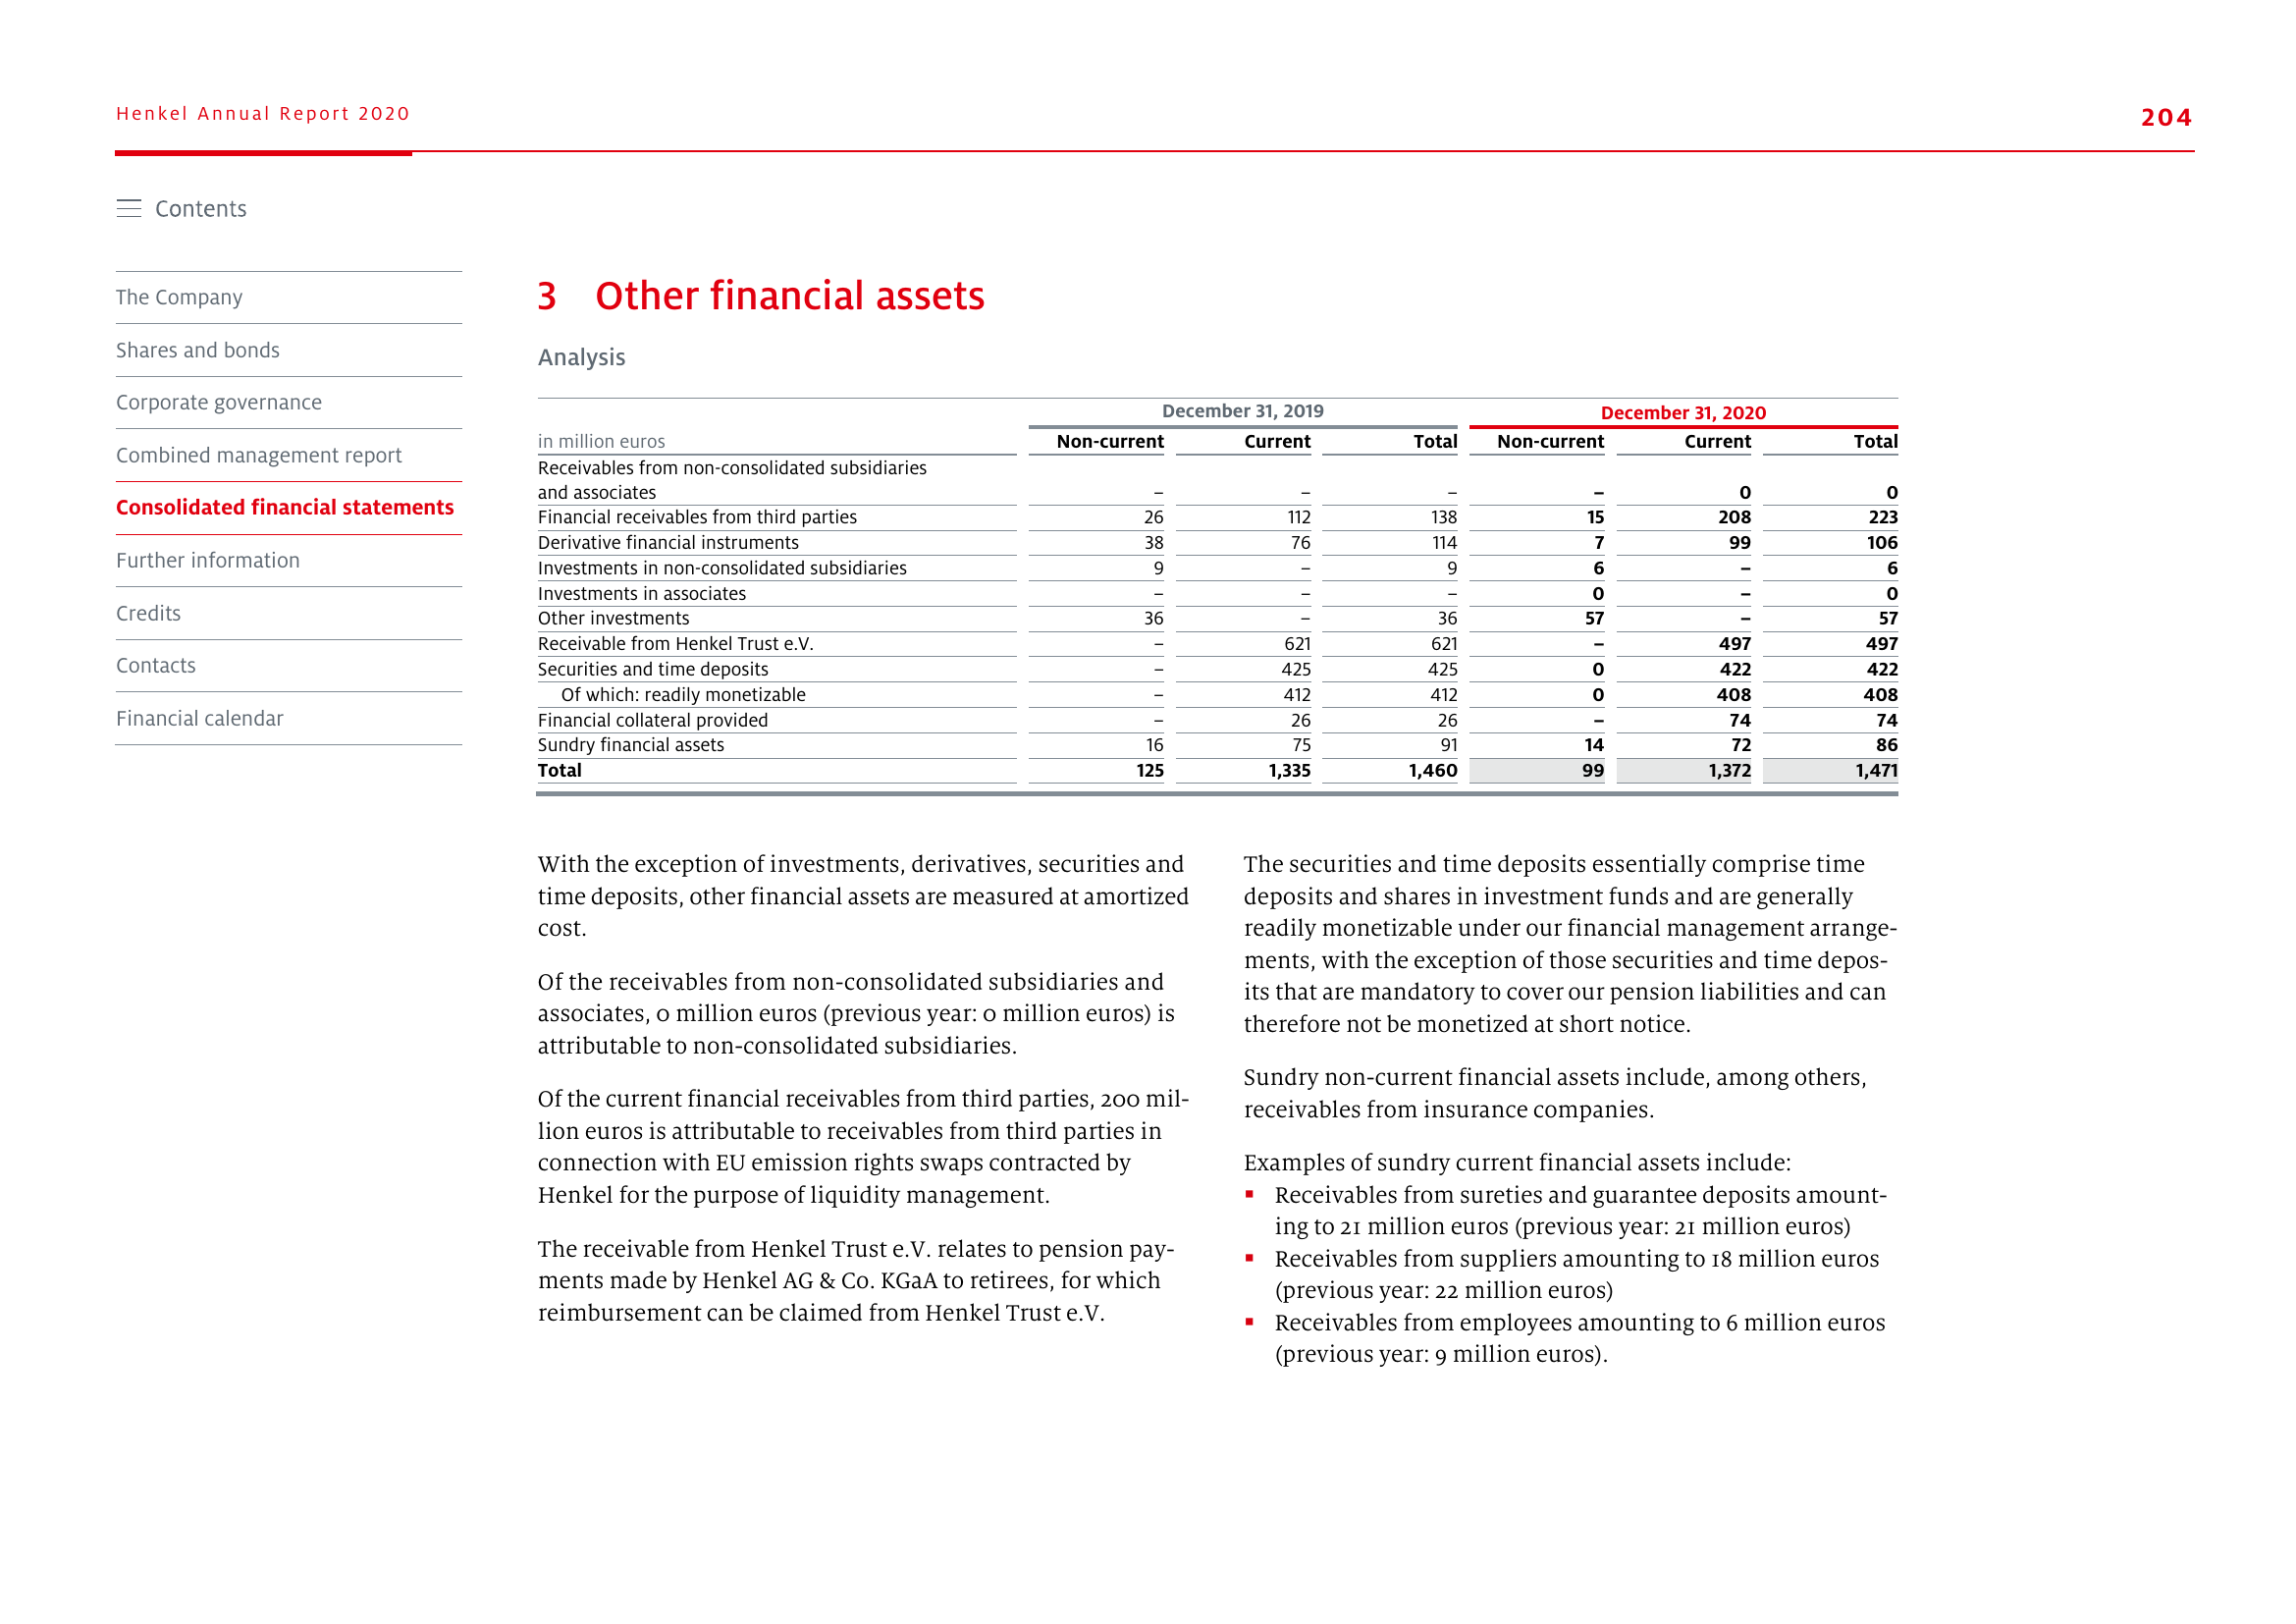 Henkel Annual Report 2020
204
Contents
The Company
Shares and bonds
Corporate governance
Combined management report
Consolidated financial statements
Further information
Credits
Contacts
Financial calendar
3 Other financial assets
Analysis
December 31, 2019 December 31, 2020
in million euros Non-current Current Total Non-current Current Total
Receivables from non-consolidated subsidiaries
and associates – – – – 0 0
Financial receivables from third parties 26 112 138 15 208 223
Derivative financial instruments 38 76 114 7 99 106
Investments in non-consolidated subsidiaries 9 – 9 6 – 6
Investments in associates – – – 0 – 0
Other investments 36 – 36 57 – 57
Receivable from Henkel Trust e.V. – 621 621 – 497 497
Securities and time deposits – 425 425 0 422 422
Of which: readily monetizable – 412 412 0 408 408
Financial collateral provided – 26 26 – 74 74
Sundry financial assets 16 75 91 14 72 86
Total 125 1,335 1,460 99 1,372 1,471
With the exception of investments, derivatives, securities and
time deposits, other financial assets are measured at amortized
cost.
Of the receivables from non-consolidated subsidiaries and
associates, 0 million euros (previous year: 0 million euros) is
attributable to non-consolidated subsidiaries.
Of the current financial receivables from third parties, 200 mil-
lion euros is attributable to receivables from third parties in
connection with EU emission rights swaps contracted by
Henkel for the purpose of liquidity management.
The receivable from Henkel Trust e.V. relates to pension pay-
ments made by Henkel AG & Co. KGaA to retirees, for which
reimbursement can be claimed from Henkel Trust e.V.
The securities and time deposits essentially comprise time
deposits and shares in investment funds and are generally
readily monetizable under our financial management arrange-
ments, with the exception of those securities and time depos-
its that are mandatory to cover our pension liabilities and can
therefore not be monetized at short notice.
Sundry non-current financial assets include, among others,
receivables from insurance companies.
Examples of sundry current financial assets include:
▪ Receivables from sureties and guarantee deposits amount-
ing to 21 million euros (previous year: 21 million euros)
▪ Receivables from suppliers amounting to 18 million euros
(previous year: 22 million euros)
▪ Receivables from employees amounting to 6 million euros
(previous year: 9 million euros).